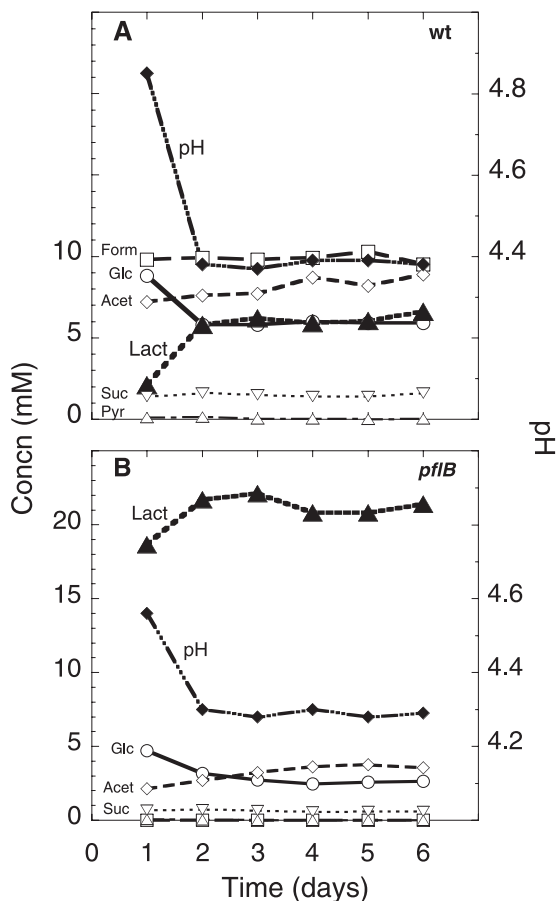 A wt
4.8
pH
4.6
10 Form 4.4
Glc
Acet
5 4.2
Lact
Suc
Pyr
0
Concn (mM)
pH
B pflB
20 Lact
15 4.6
pH 4.4
10
Glc
5 4.2
Acet
Suc
0
0 1 2 3 4 5 6
Time (days)